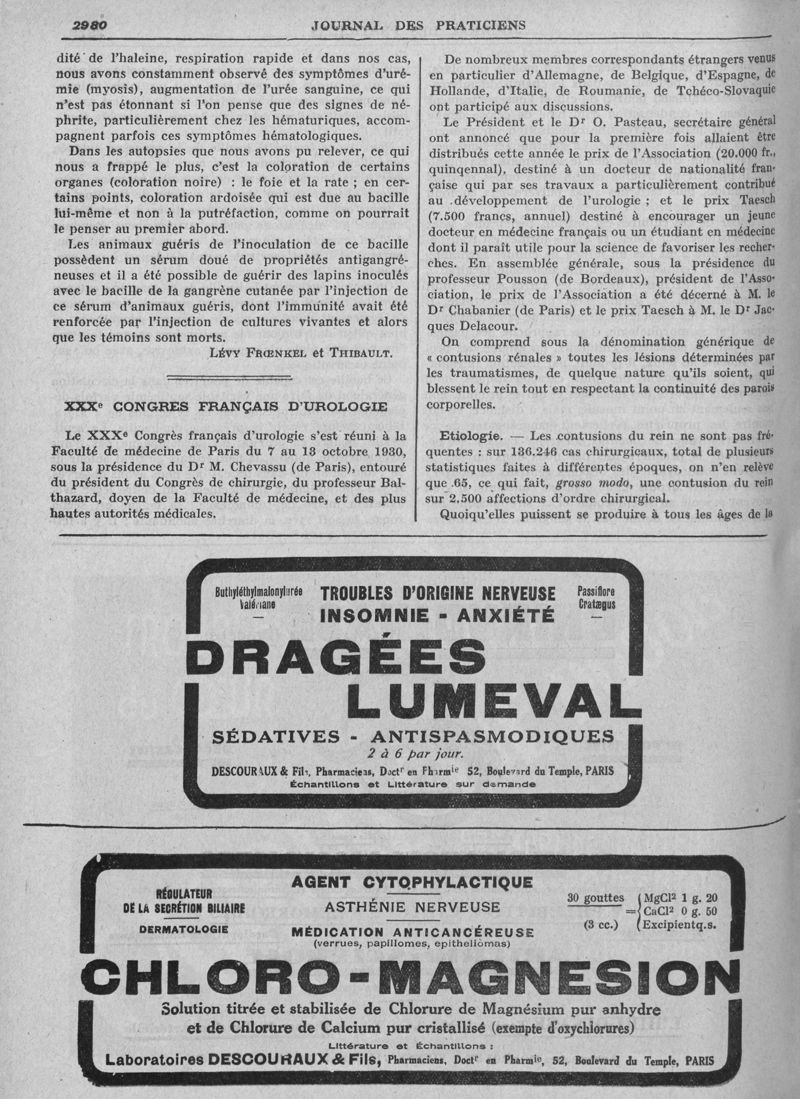 2980
JOURNAL DES PRATICIENS
dité de l'haleine, respiration rapide et dans nos cas,
nous avons constamment observé des symptômes d'uré-
mie (myosis), augmentation de l'urée sanguine, ce qui
n'est pas étonnant si l'on pense que des signes de né-
phrite, particulièrement chez les hématuriques, accom-
pagnent parfois ces symptômes hématologiques.
Dans les autopsies que nous avons pu relever, ce qui
nous a frappé le plus, c'est la coloration de certains
organes (coloration noire) : le foie et la rate ; en cer-
tains points, coloration ardoisée qui est due au bacille
lui-même et non à la putréfaction, comme on pourrait
le penser au premier abord.
Les animaux guéris de l'inoculation de ce bacille
possèdent un sérum doué de propriétés antigangré-
neuses et il a été possible de guérir des lapins inoculés
avec le bacille de la gangrène cutanée par l'injection de
ce sérum d'animaux guéris, dont l'immunité avait été
renforcée par l'injection de cultures vivantes et alors
que les témoins sont morts.
LÉVY FRŒNKEL et THIBAULT.
XXXe CONGRES FRANÇAIS D'UROLOGIE
Le XXXe Congrès français d'urologie s'est réuni à la
Faculté de médecine de Paris du 7 au 13 octobre 1930,
sous la présidence du Dr M. Chevassu (de Paris), entouré
du président du Congrès de chirurgie, du professeur Bal-
thazard, doyen de la Faculté de médecine, et des plus
hautes autorités médicales.
De nombreux membres correspondants étrangers venus
en particulier d'Allemagne, de Belgique, d'Espagne, de
Hollande, d'Italie, de Roumanie, de Tchéco-Slovaquie
ont participé aux discussions.
Le Président et le Dr O. Pasteau, secrétaire général
ont annoncé que pour la première fois allaient être
distribués cette année le prix de l'Association (20.000 fr.,
quinqennal), destiné à un docteur de nationalité fran-
çaise qui par ses travaux a particulièrement contribué
au développement de l'urologie ; et le prix Taesch
(7.500 francs, annuel) destiné à encourager un jeune
docteur en médecine français ou un étudiant en médecine
dont il paraît utile pour la science de favoriser les recher-
ches. En assemblée générale, sous la présidence du
professeur Pousson (de Bordeaux), président de l'Asso-
ciation, le prix de l'Association a été décerné à M. le
Dr Chabanier (de Paris) et le prix Taesch à M. le Dr Jac-
ques Delacour.
On comprend sous la dénomination générique de
« contusions rénales » toutes les lésions déterminées par
les traumatismes, de quelque nature qu'ils soient, qui
blessent le rein tout en respectant la continuité des parois
corporelles.
Etiologie. — Les contusions du rein ne sont pas fré-
quentes : sur 136.246 cas chirurgicaux, total de plusieurs
statistiques faites à différentes époques, on n'en relève
que 65, ce qui fait, grosso modo, une contusion du rein
sur 2.500 affections d'ordre chirurgical.
Quoiqu'elles puissent se produire à tous les âges de la
Buthyléthylmalonylurée
Valériane
—
TROUBLES D'ORIGINE NERVEUSE
INSOMNIE - ANXIÉTÉ
Passiflore
Cratægus
—
DRAGÉES
LUMEVAL
SÉDATIVES - ANTISPASMODIQUES
2 à 6 par jour.
DESCOURAUX & Fils, Pharmaciens, Doctr en Pharmie 52, Boulevard du Temple, PARIS
Échantillons et Littérature sur demande
RÉGULATEUR
DE LA SECRÉTION BILIAIRE
DERMATOLOGIE
AGENT CYTOPHYLACTIQUE
ASTHÉNIE NERVEUSE
MÉDICATION ANTICANCÉREUSE
(verrues, papillomes, epitheliomas)
30 gouttes
(3 cc.)
=
MgCl2 1 g. 20
CaCl2 0 g. 50
Excipientq.s.
CHLORO-MAGNESION
Solution titrée et stabilisée de Chlorure de Magnésium pur anhydre
et de Chlorure de Calcium pur cristallisé (exempte d'oxychlorures)
Littérature et Échantillons :
Laboratoires DESCOURAUX & Fils, Pharmaciens, Doctr en Pharmie, 52, Boulevard du Temple, PARIS